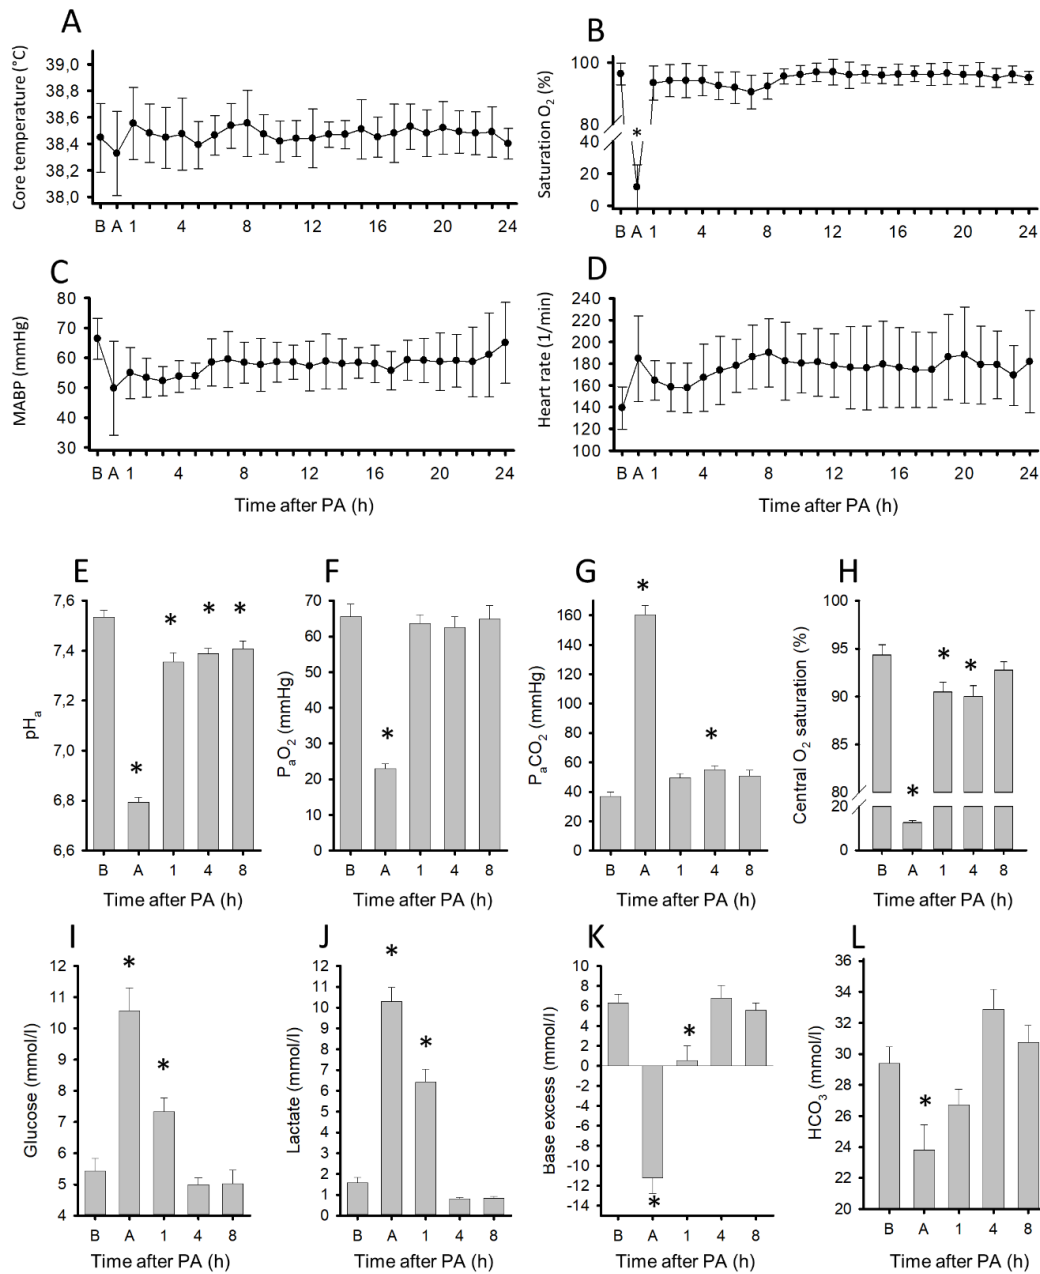 A
Core temperature (°C)
39,0
38,8
38,6
38,4
38,2
38,0
B A 1 4 8 12 16 20 24
B
Saturation O2 (%)
100
80
40
20
0
*
B A 1 4 8 12 16 20 24
C
MABP (mmHg)
80
70
60
50
40
30
B A 1 4 8 12 16 20 24
Time after PA (h)
D
Heart rate (1/min)
240
220
200
180
160
140
120
100
B A 1 4 8 12 16 20 24
Time after PA (h)
E
pHa
7,6
7,4
7,2
7,0
6,8
6,6
* * * *
B A 1 4 8
Time after PA (h)
F
PaO2 (mmHg)
70
60
50
40
30
20
10
0
*
B A 1 4 8
Time after PA (h)
G
PaCO2 (mmHg)
160
140
120
100
80
60
40
20
0
* *
B A 1 4 8
Time after PA (h)
H
Central O2 saturation (%)
100
95
90
85
80
20
0
* * *
B A 1 4 8
Time after PA (h)
I
Glucose (mmol/l)
12
11
10
9
8
7
6
5
4
* *
B A 1 4 8
Time after PA (h)
J
Lactate (mmol/l)
12
11
10
9
8
7
6
5
4
3
2
1
0
* *
B A 1 4 8
Time after PA (h)
K
Base excess (mmol/l)
10
8
6
4
2
0
-2
-4
-6
-8
-10
-12
-14
* *
B A 1 4 8
Time after PA (h)
L
HCO3 (mmol/l)
36
34
32
30
28
26
24
22
20
*
B A 1 4 8
Time after PA (h)